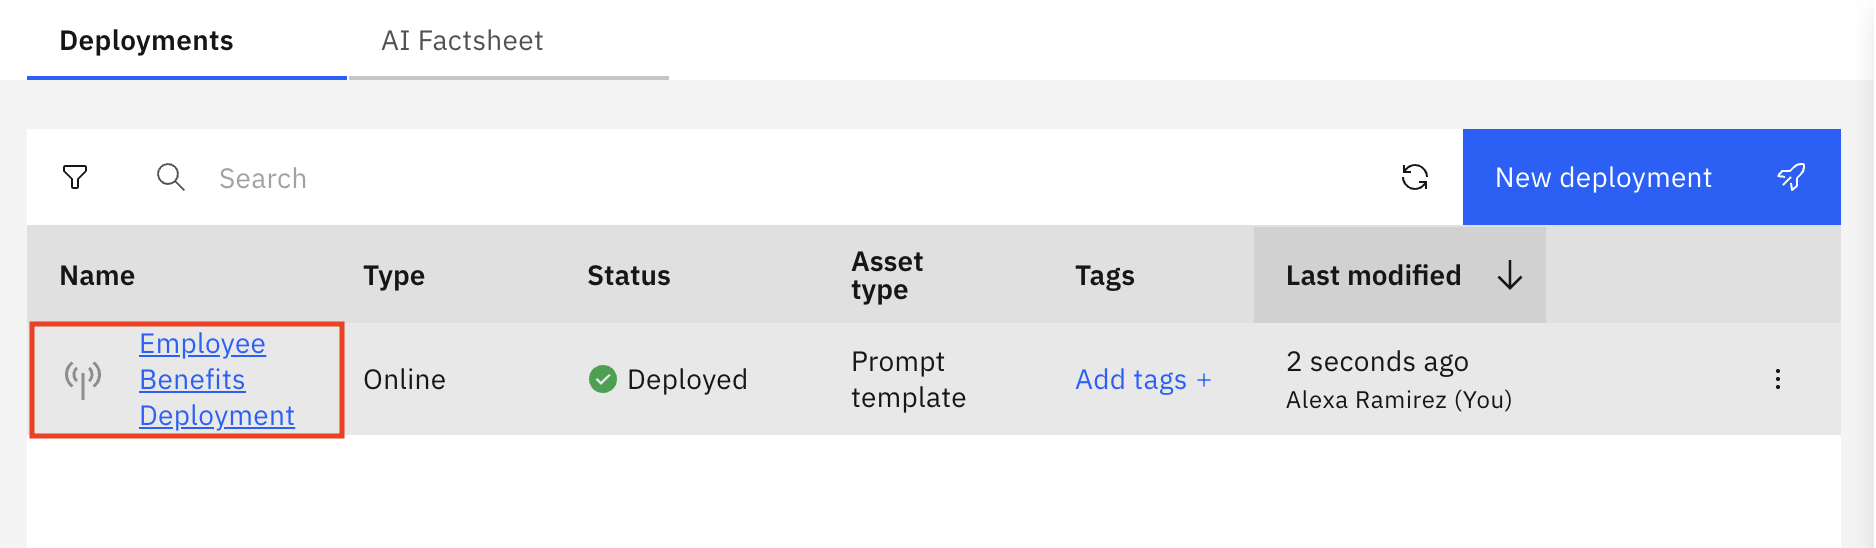 Deployments
AI Factsheet
Search
New deployment
Name
Type
Status
Asset
type
Tags
Last modified
Employee
Benefits
Deployment
Online
Deployed
Prompt
template
Add tags +
2 seconds ago
Alexa Ramirez (You)